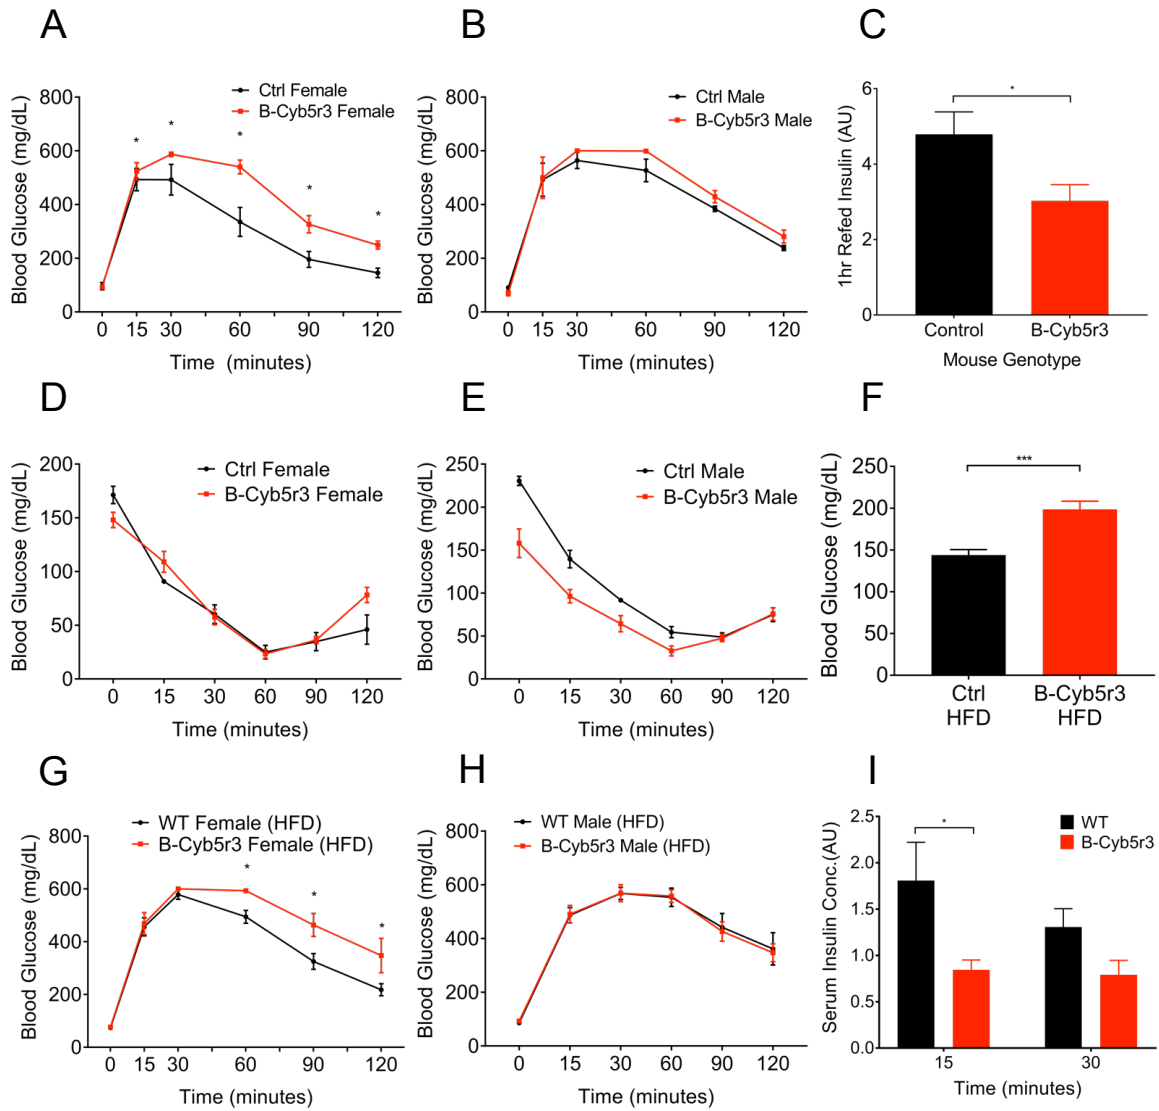 A
Ctrl Female
B-Cyb5r3 Female
Blood Glucose (mg/dL)
800
600
400
200
0
*
*
*
*
*
0 15 30 60 90 120
Time (minutes)
B
Ctrl Male
B-Cyb5r3 Male
Blood Glucose (mg/dL)
800
600
400
200
0
0 15 30 60 90 120
Time (minutes)
C
1hr Refed Insulin (AU)
6
4
2
0
*
Control B-Cyb5r3
Mouse Genotype
D
Ctrl Female
B-Cyb5r3 Female
Blood Glucose (mg/dL)
200
150
100
50
0
0 15 30 60 90 120
Time (minutes)
E
Ctrl Male
B-Cyb5r3 Male
Blood Glucose (mg/dL)
250
200
150
100
50
0
0 15 30 60 90 120
Time (minutes)
F
Blood Glucose (mg/dL)
250
200
150
100
50
0
***
Ctrl B-Cyb5r3
HFD HFD
G
WT Female (HFD)
B-Cyb5r3 Female (HFD)
Blood Glucose (mg/dL)
800
600
400
200
0
*
*
*
0 15 30 60 90 120
Time (minutes)
H
WT Male (HFD)
B-Cyb5r3 Male (HFD)
Blood Glucose (mg/dL)
800
600
400
200
0
0 15 30 60 90 120
Time (minutes)
I
WT
B-Cyb5r3
Serum Insulin Conc.(AU)
2.5
2.0
1.5
1.0
0.5
0.0
*
15 30
Time (minutes)